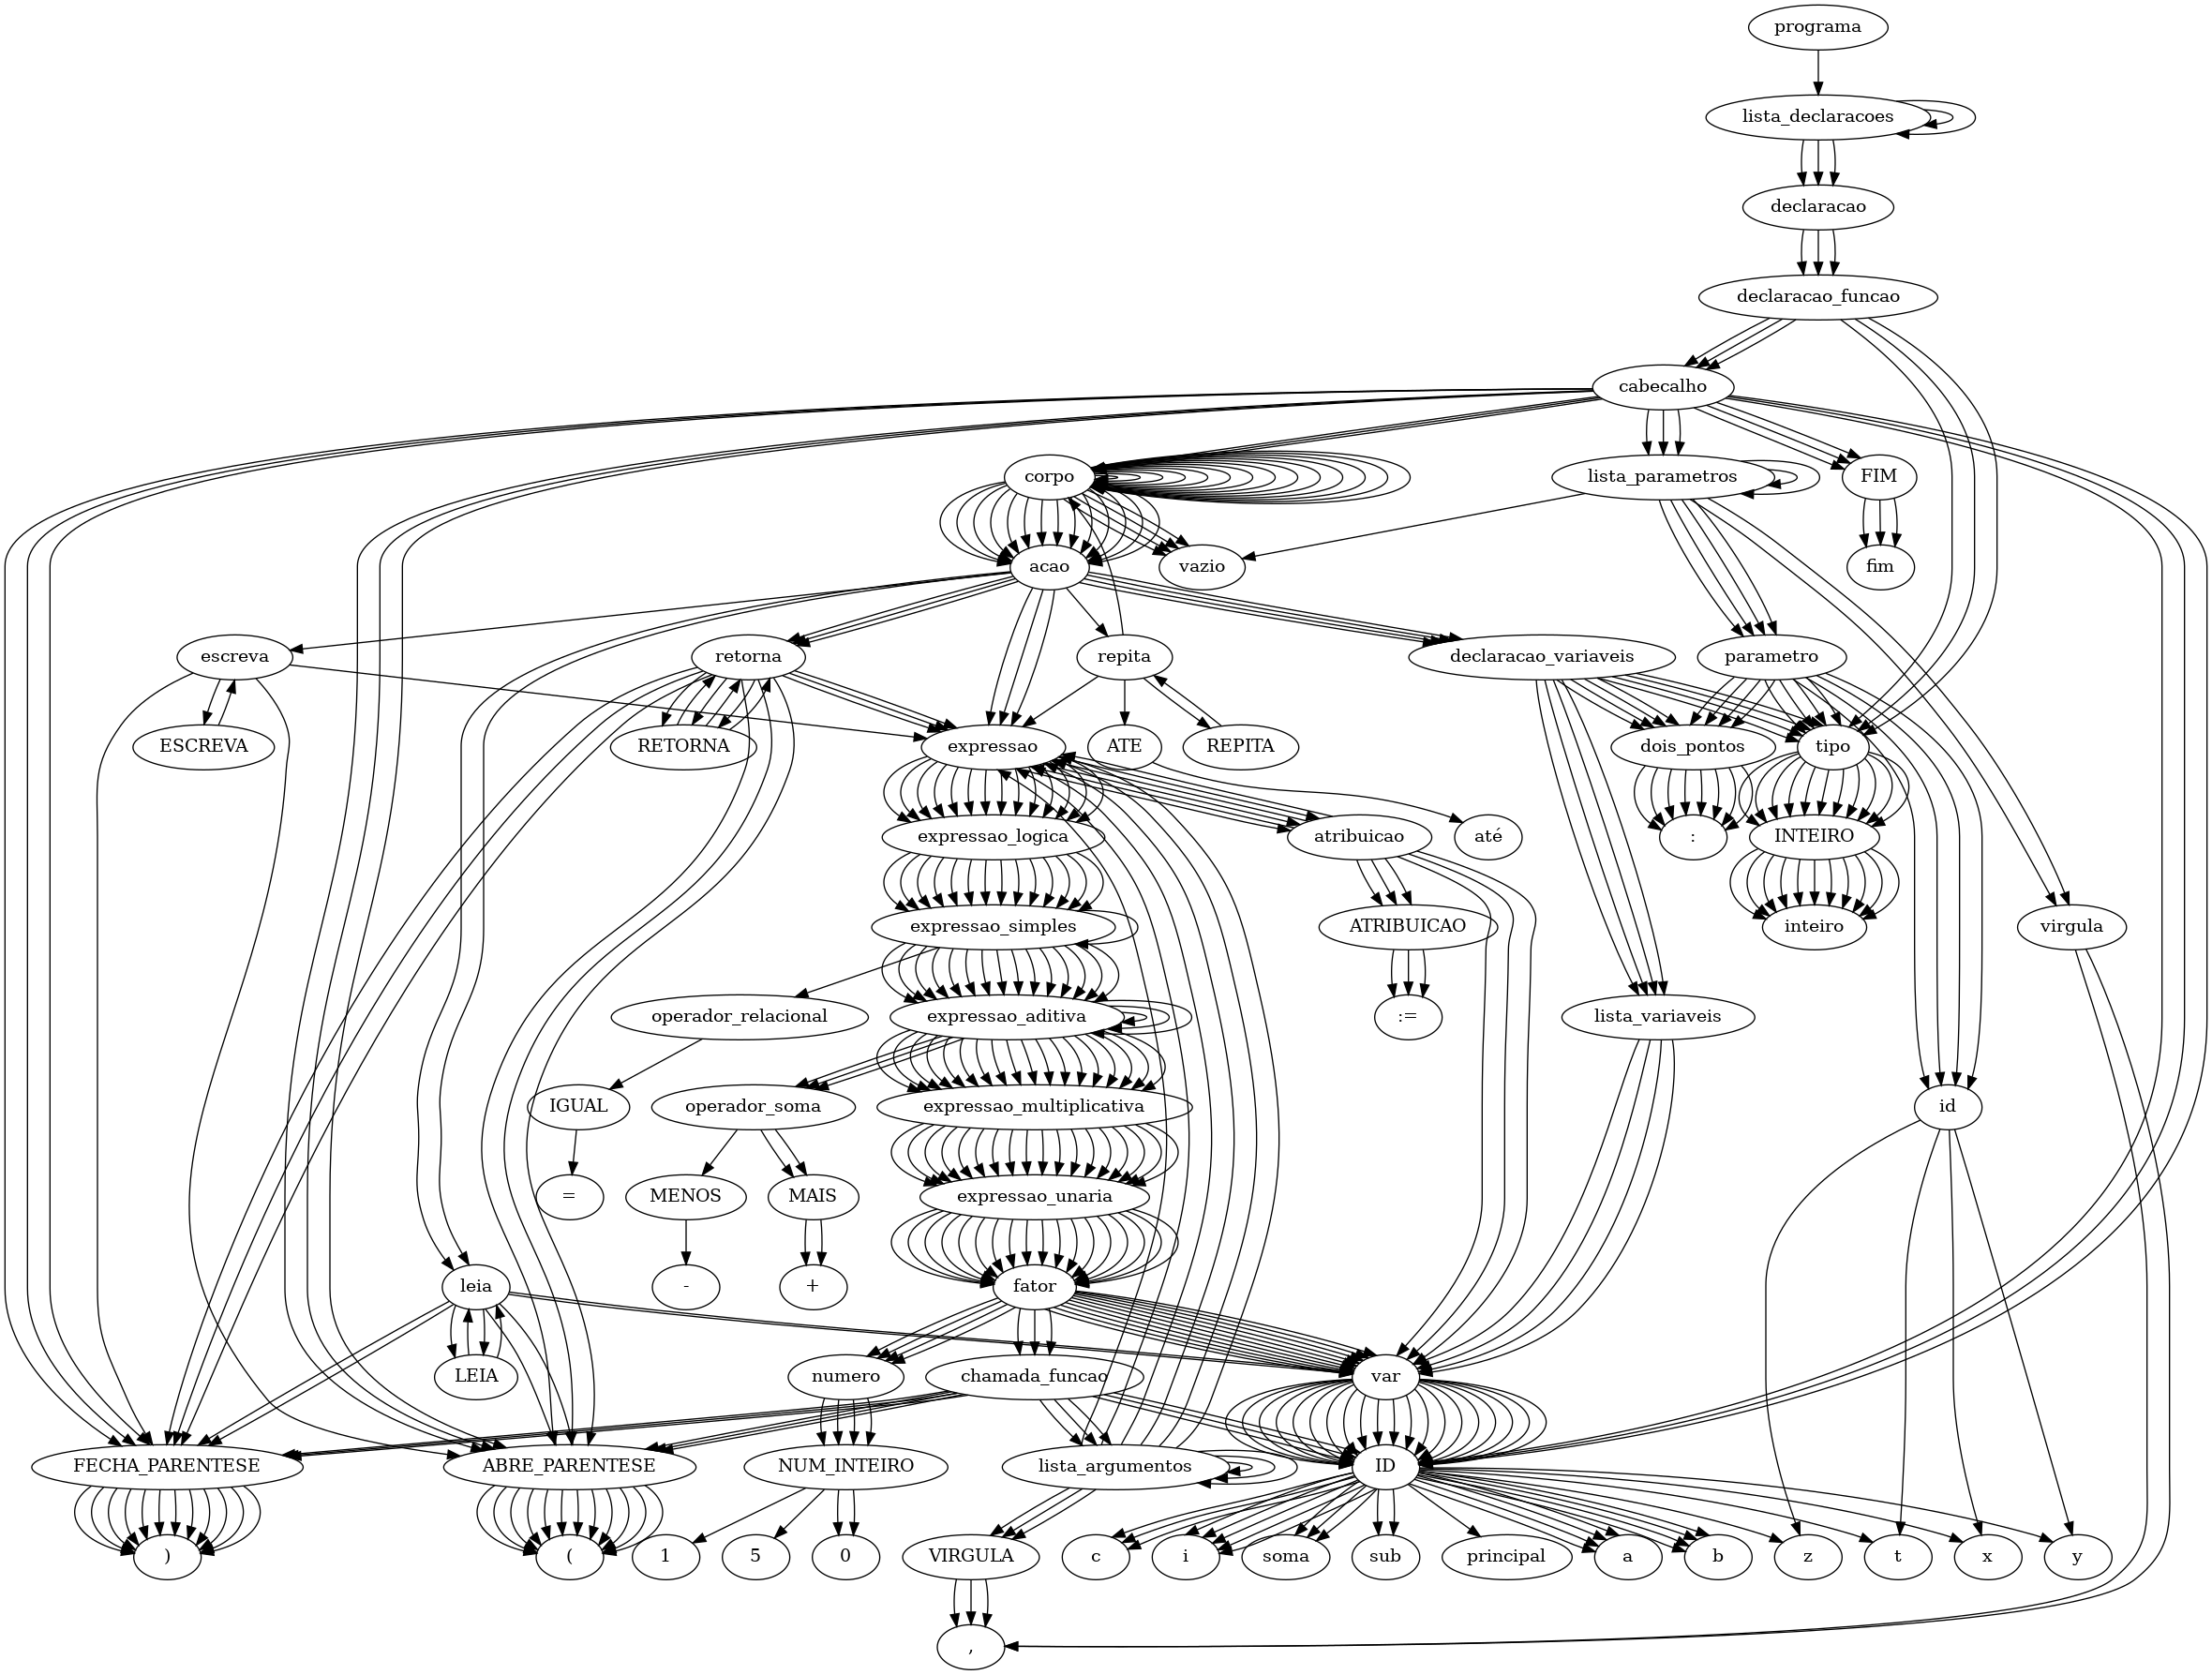 programa
lista_declaracoes
declaracao
declaracao_funcao
cabecalho
corpo
lista_parametros
FIM
acao
vazio
fim
escreva
retorna
repita
declaracao_variaveis
parametro
ESCREVA
RETORNA
expressao
ATE
REPITA
dois_pontos
tipo
expressao_logica
atribuicao
até
:
INTEIRO
expressao_simples
ATRIBUICAO
inteiro
virgula
operador_relacional
expressao_aditiva
:=
lista_variaveis
IGUAL
operador_soma
expressao_multiplicativa
id
=
MENOS
MAIS
expressao_unaria
leia
-
+
fator
LEIA
numero
chamada_funcao
var
FECHA_PARENTESE
ABRE_PARENTESE
NUM_INTEIRO
lista_argumentos
ID
)
(
1
5
0
VIRGULA
c
i
soma
sub
principal
a
b
z
t
x
y
,